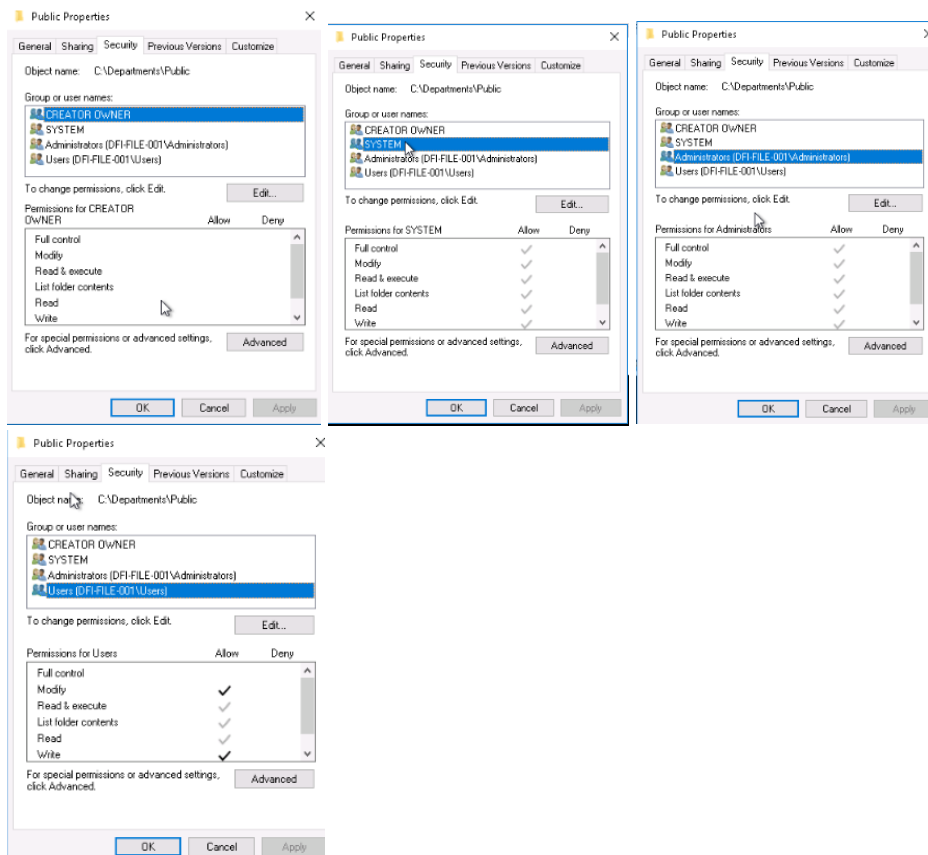 Public Properties
General Sharing Security Previous Versions Customize
Object name: C:\Departments\Public
Group or user names:
CREATOR OWNER
SYSTEM
Administrators (DFI-FILE-001\Administrators)
Users (DFI-FILE-001\Users)
To change permissions, click Edit.
Edit...
Permissions for CREATOR
OWNER Allow Deny
Full control
Modify
Read & execute
List folder contents
Read
Write
For special permissions or advanced settings,
click Advanced.
Advanced
OK Cancel Apply
Public Properties
General Sharing Security Previous Versions Customize
Object name: C:\Departments\Public
Group or user names:
CREATOR OWNER
SYSTEM
Administrators (DFI-FILE-001\Administrators)
Users (DFI-FILE-001\Users)
To change permissions, click Edit.
Edit...
Permissions for SYSTEM Allow Deny
Full control
Modify
Read & execute
List folder contents
Read
Write
For special permissions or advanced settings,
click Advanced.
Advanced
OK Cancel Apply
Public Properties
General Sharing Security Previous Versions Customize
Object name: C:\Departments\Public
Group or user names:
CREATOR OWNER
SYSTEM
Administrators (DFI-FILE-001\Administrators)
Users (DFI-FILE-001\Users)
To change permissions, click Edit.
Edit...
Permissions for Administrators Allow Deny
Full control
Modify
Read & execute
List folder contents
Read
Write
For special permissions or advanced settings,
click Advanced.
Advanced
OK Cancel Apply
Public Properties
General Sharing Security Previous Versions Customize
Object name: C:\Departments\Public
Group or user names:
CREATOR OWNER
SYSTEM
Administrators (DFI-FILE-001\Administrators)
Users (DFI-FILE-001\Users)
To change permissions, click Edit.
Edit...
Permissions for Users Allow Deny
Full control
Modify
Read & execute
List folder contents
Read
Write
For special permissions or advanced settings,
click Advanced.
Advanced
OK Cancel Apply